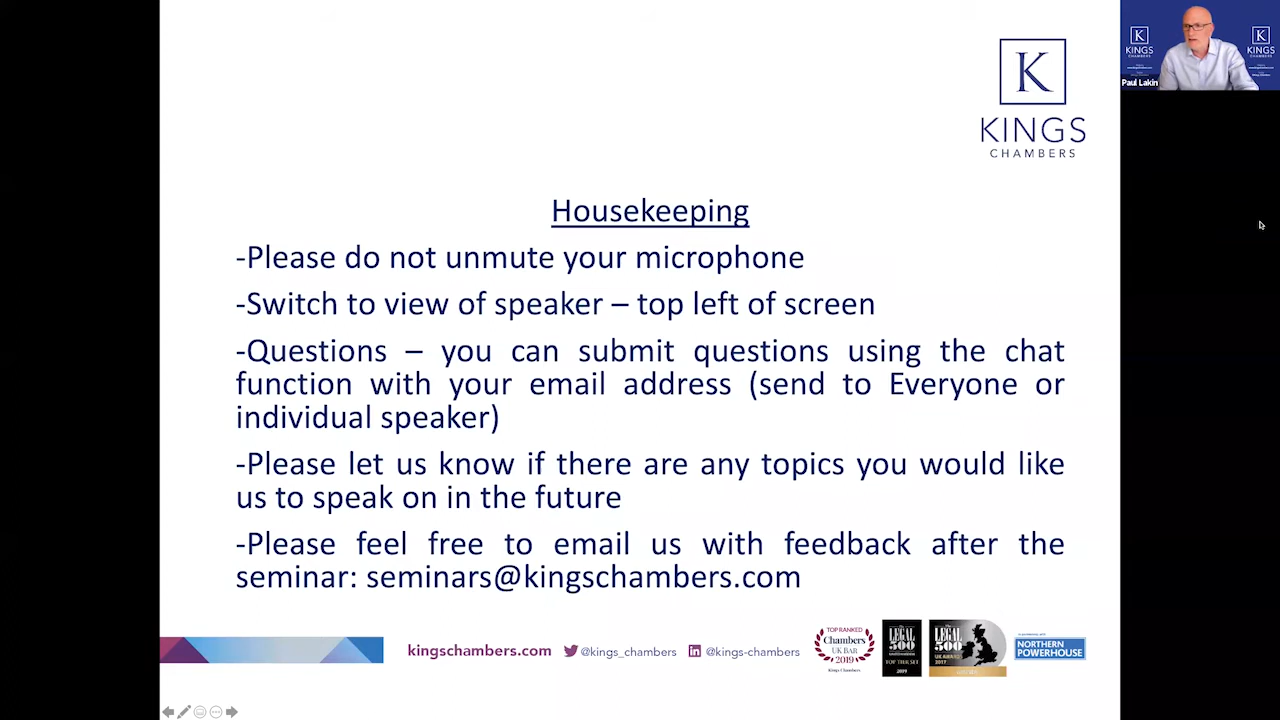 K
KINGS
CHAMBERS
K
KINGS
CHAMBERS
K
KINGS
CHAMBERS
Paul Lakin
Housekeeping
-Please do not unmute your microphone
-Switch to view of speaker – top left of screen
-Questions – you can submit questions using the chat
function with your email address (send to Everyone or
individual speaker)
-Please let us know if there are any topics you would like
us to speak on in the future
-Please feel free to email us with feedback after the
seminar: seminars@kingschambers.com
kingschambers.com
@kings_chambers
in
@kings-chambers
TOP RANKED
Chambers
UK BAR
2019
Kings Chambers
LEGAL
500
TOP TIER SET
2019
LEGAL
500
UK AWARDS
2017
NORTHERN
POWERHOUSE